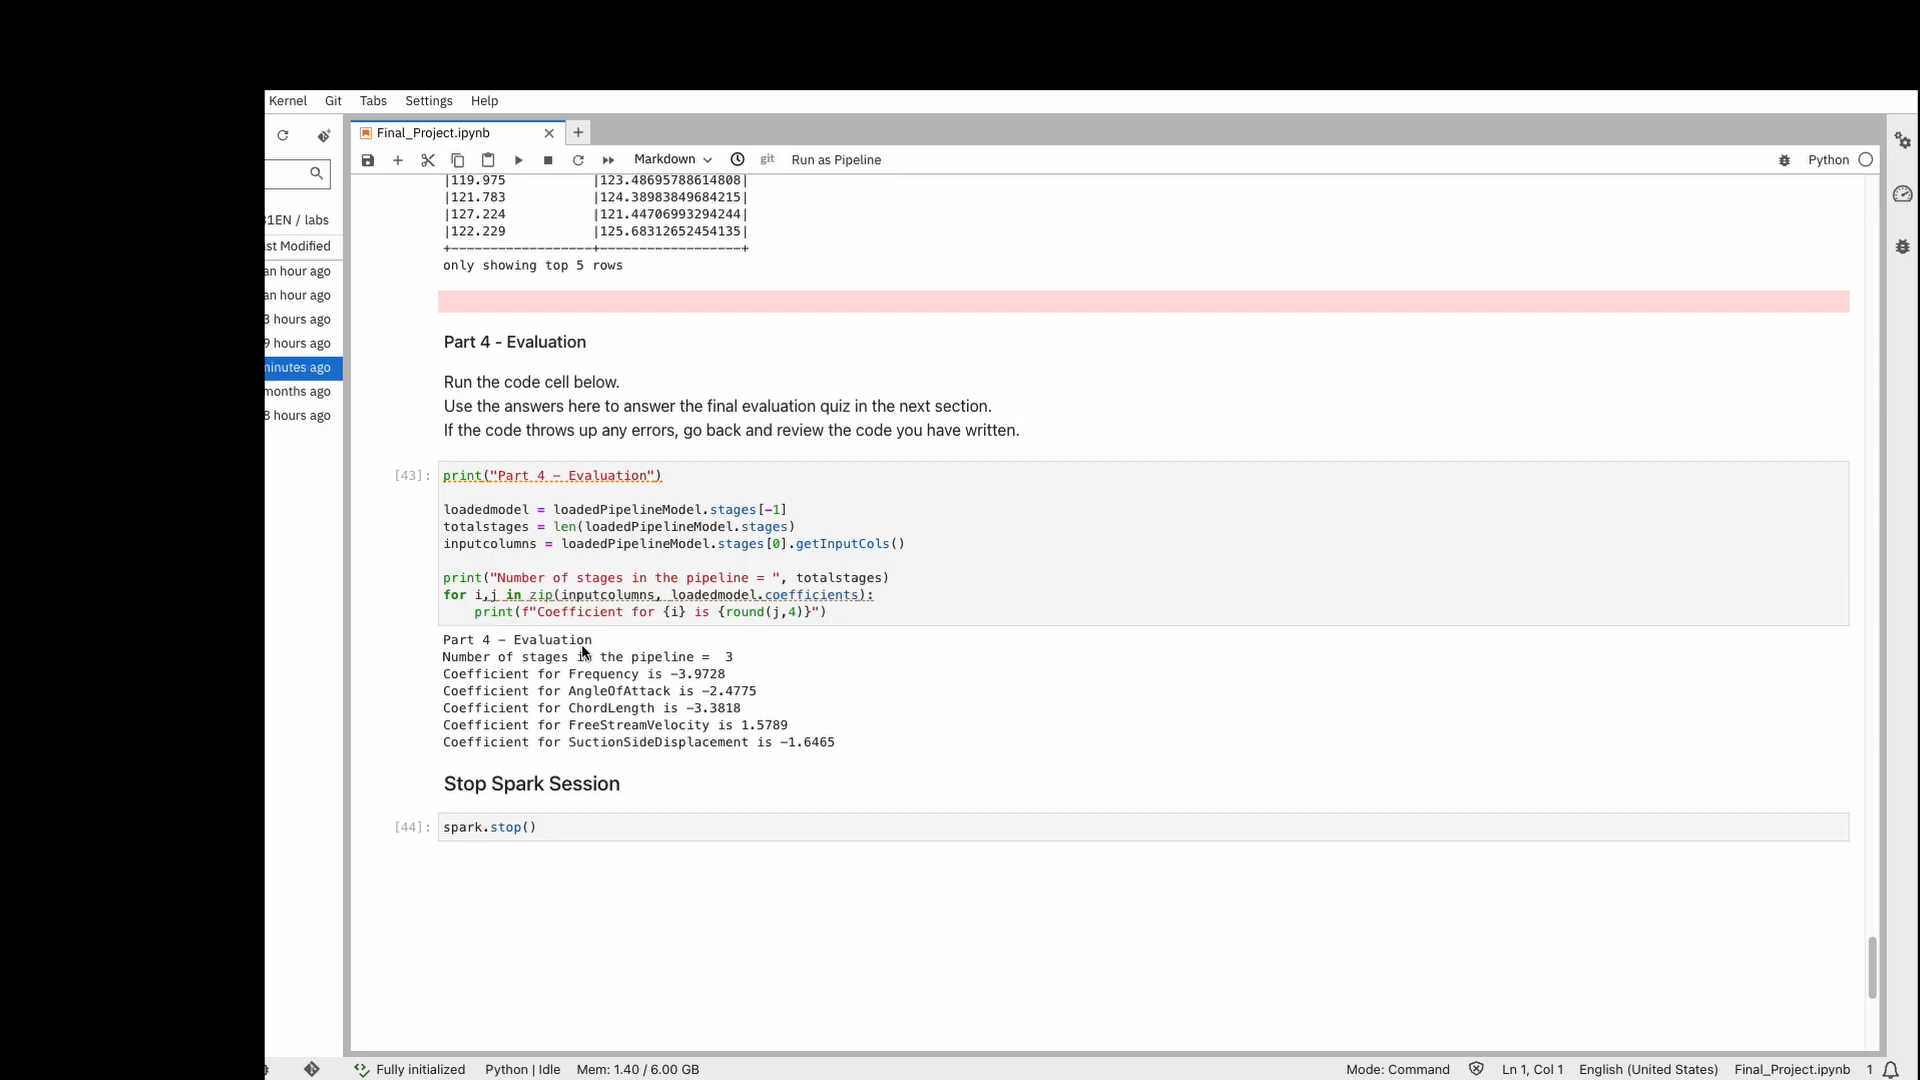 Kernel Git Tabs Settings Help
Final_Project.ipynb
Markdown git Run as Pipeline Python
31EN / labs
st Modified
an hour ago
an hour ago
3 hours ago
9 hours ago
minutes ago
months ago
8 hours ago
|119.975 |123.48695788614808|
|121.783 |124.38983849684215|
|127.224 |121.44706993294244|
|122.229 |125.68312652454135|
+------------------+------------------+
only showing top 5 rows
Part 4 - Evaluation
Run the code cell below.
Use the answers here to answer the final evaluation quiz in the next section.
If the code throws up any errors, go back and review the code you have written.
[43]: print("Part 4 - Evaluation")
loadedmodel = loadedPipelineModel.stages[-1]
totalstages = len(loadedPipelineModel.stages)
inputcolumns = loadedPipelineModel.stages[0].getInputCols()
print("Number of stages in the pipeline = ", totalstages)
for i,j in zip(inputcolumns, loadedmodel.coefficients):
    print(f"Coefficient for {i} is {round(j,4)}")
Part 4 - Evaluation
Number of stages in the pipeline =  3
Coefficient for Frequency is -3.9728
Coefficient for AngleOfAttack is -2.4775
Coefficient for ChordLength is -3.3818
Coefficient for FreeStreamVelocity is 1.5789
Coefficient for SuctionSideDisplacement is -1.6465
Stop Spark Session
[44]: spark.stop()
Fully initialized Python | Idle Mem: 1.40 / 6.00 GB Mode: Command Ln 1, Col 1 English (United States) Final_Project.ipynb 1